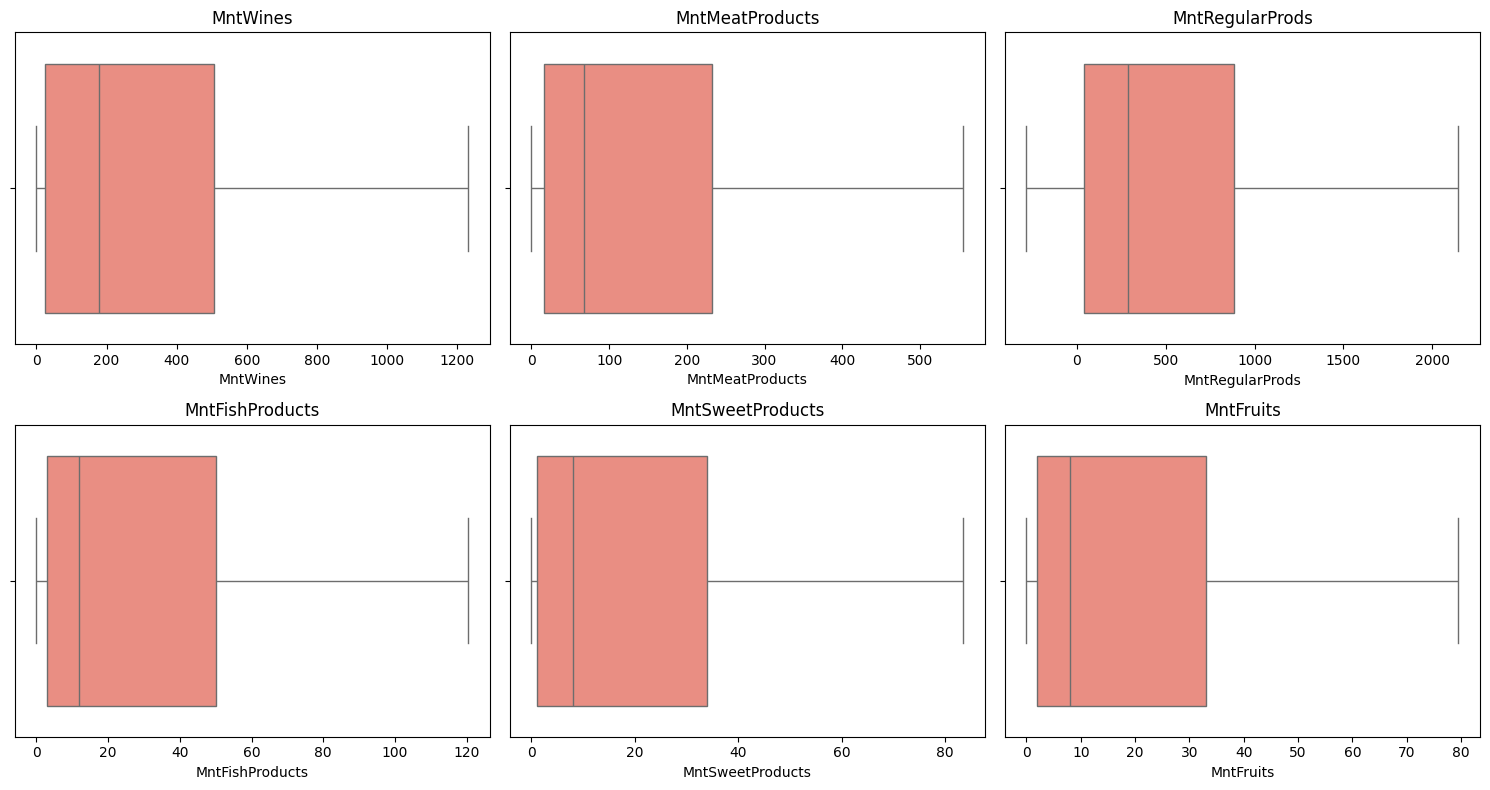 MntWines
MntMeatProducts
MntRegularProds
0 200 400 600 800 1000 1200
0 100 200 300 400 500
0 500 1000 1500 2000
MntWines
MntMeatProducts
MntRegularProds
MntFishProducts
MntSweetProducts
MntFruits
0 20 40 60 80 100 120
0 20 40 60 80
0 10 20 30 40 50 60 70 80
MntFishProducts
MntSweetProducts
MntFruits